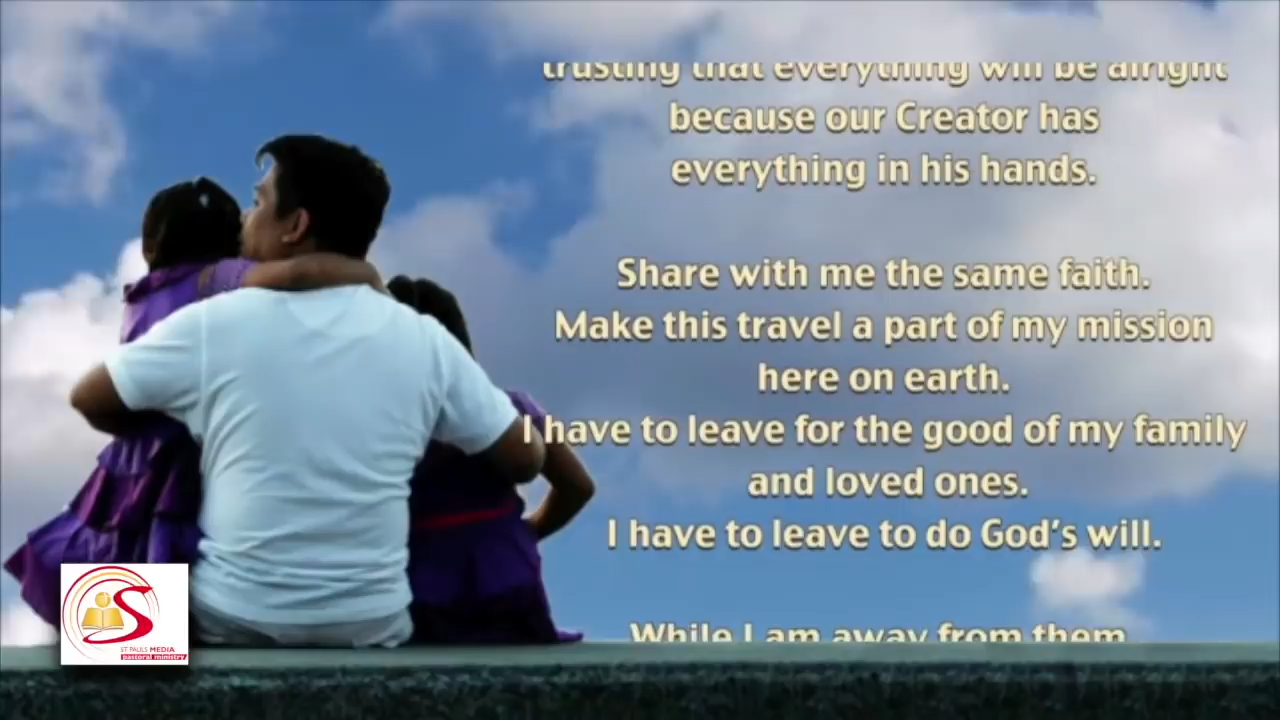 trusting that everything will be alright
because our Creator has
everything in his hands.
Share with me the same faith.
Make this travel a part of my mission
here on earth.
I have to leave for the good of my family
and loved ones.
I have to leave to do God's will.
While I am away from them
ST PAULS MEDIA
pastoral ministry